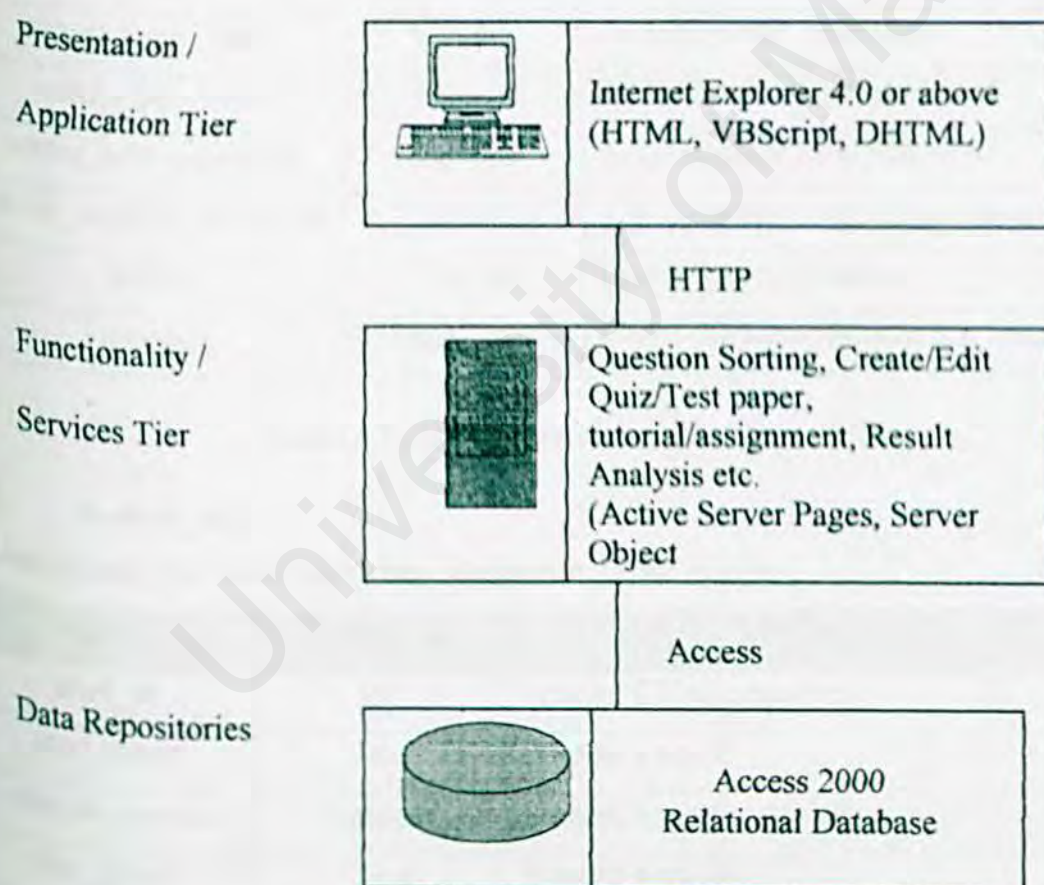 Presentation /
Application Tier
Internet Explorer 4.0 or above
(HTML, VBScript, DHTML)
HTTP
Functionality /
Services Tier
Question Sorting, Create/Edit
Quiz/Test paper,
tutorial/assignment, Result
Analysis etc.
(Active Server Pages, Server
Object
Access
Data Repositories
Access 2000
Relational Database
University of